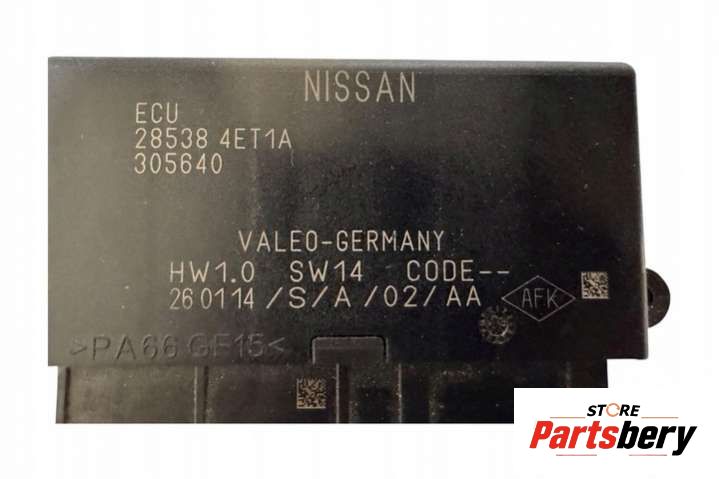 NISSAN
ECU
28538 4ET1A
305640
VALEO-GERMANY
HW1.0 SW14 CODE--
260114/S/A/02/AA
AFK
>PA66 GF15<
STORE
Partsbery